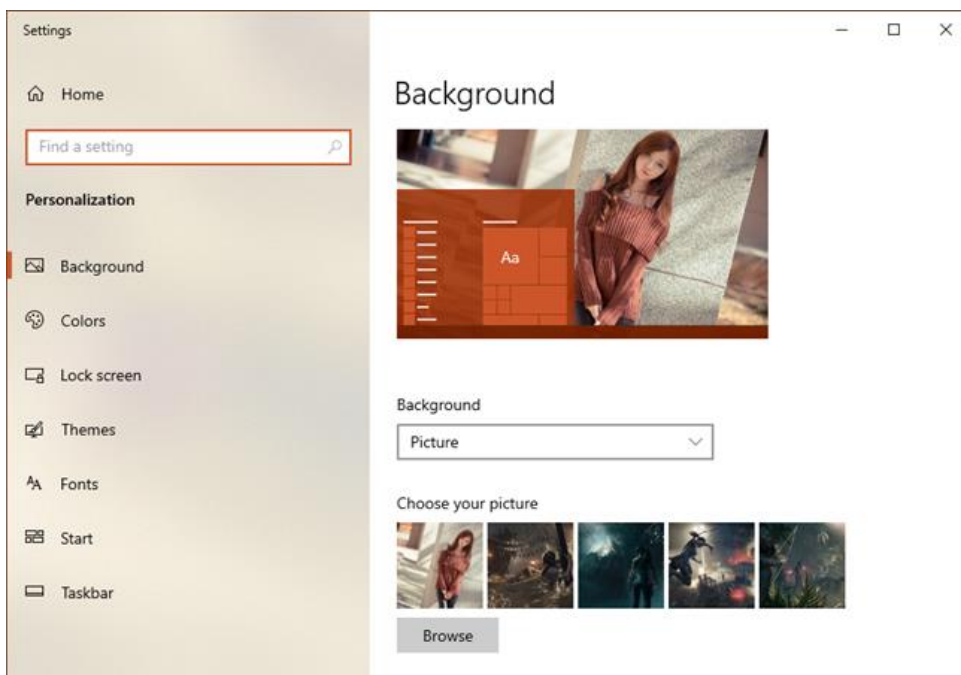 Settings
Home
Find a setting
Personalization
Background
Colors
Lock screen
Themes
Fonts
Start
Taskbar
Background
Aa
Background
Picture
Choose your picture
Browse